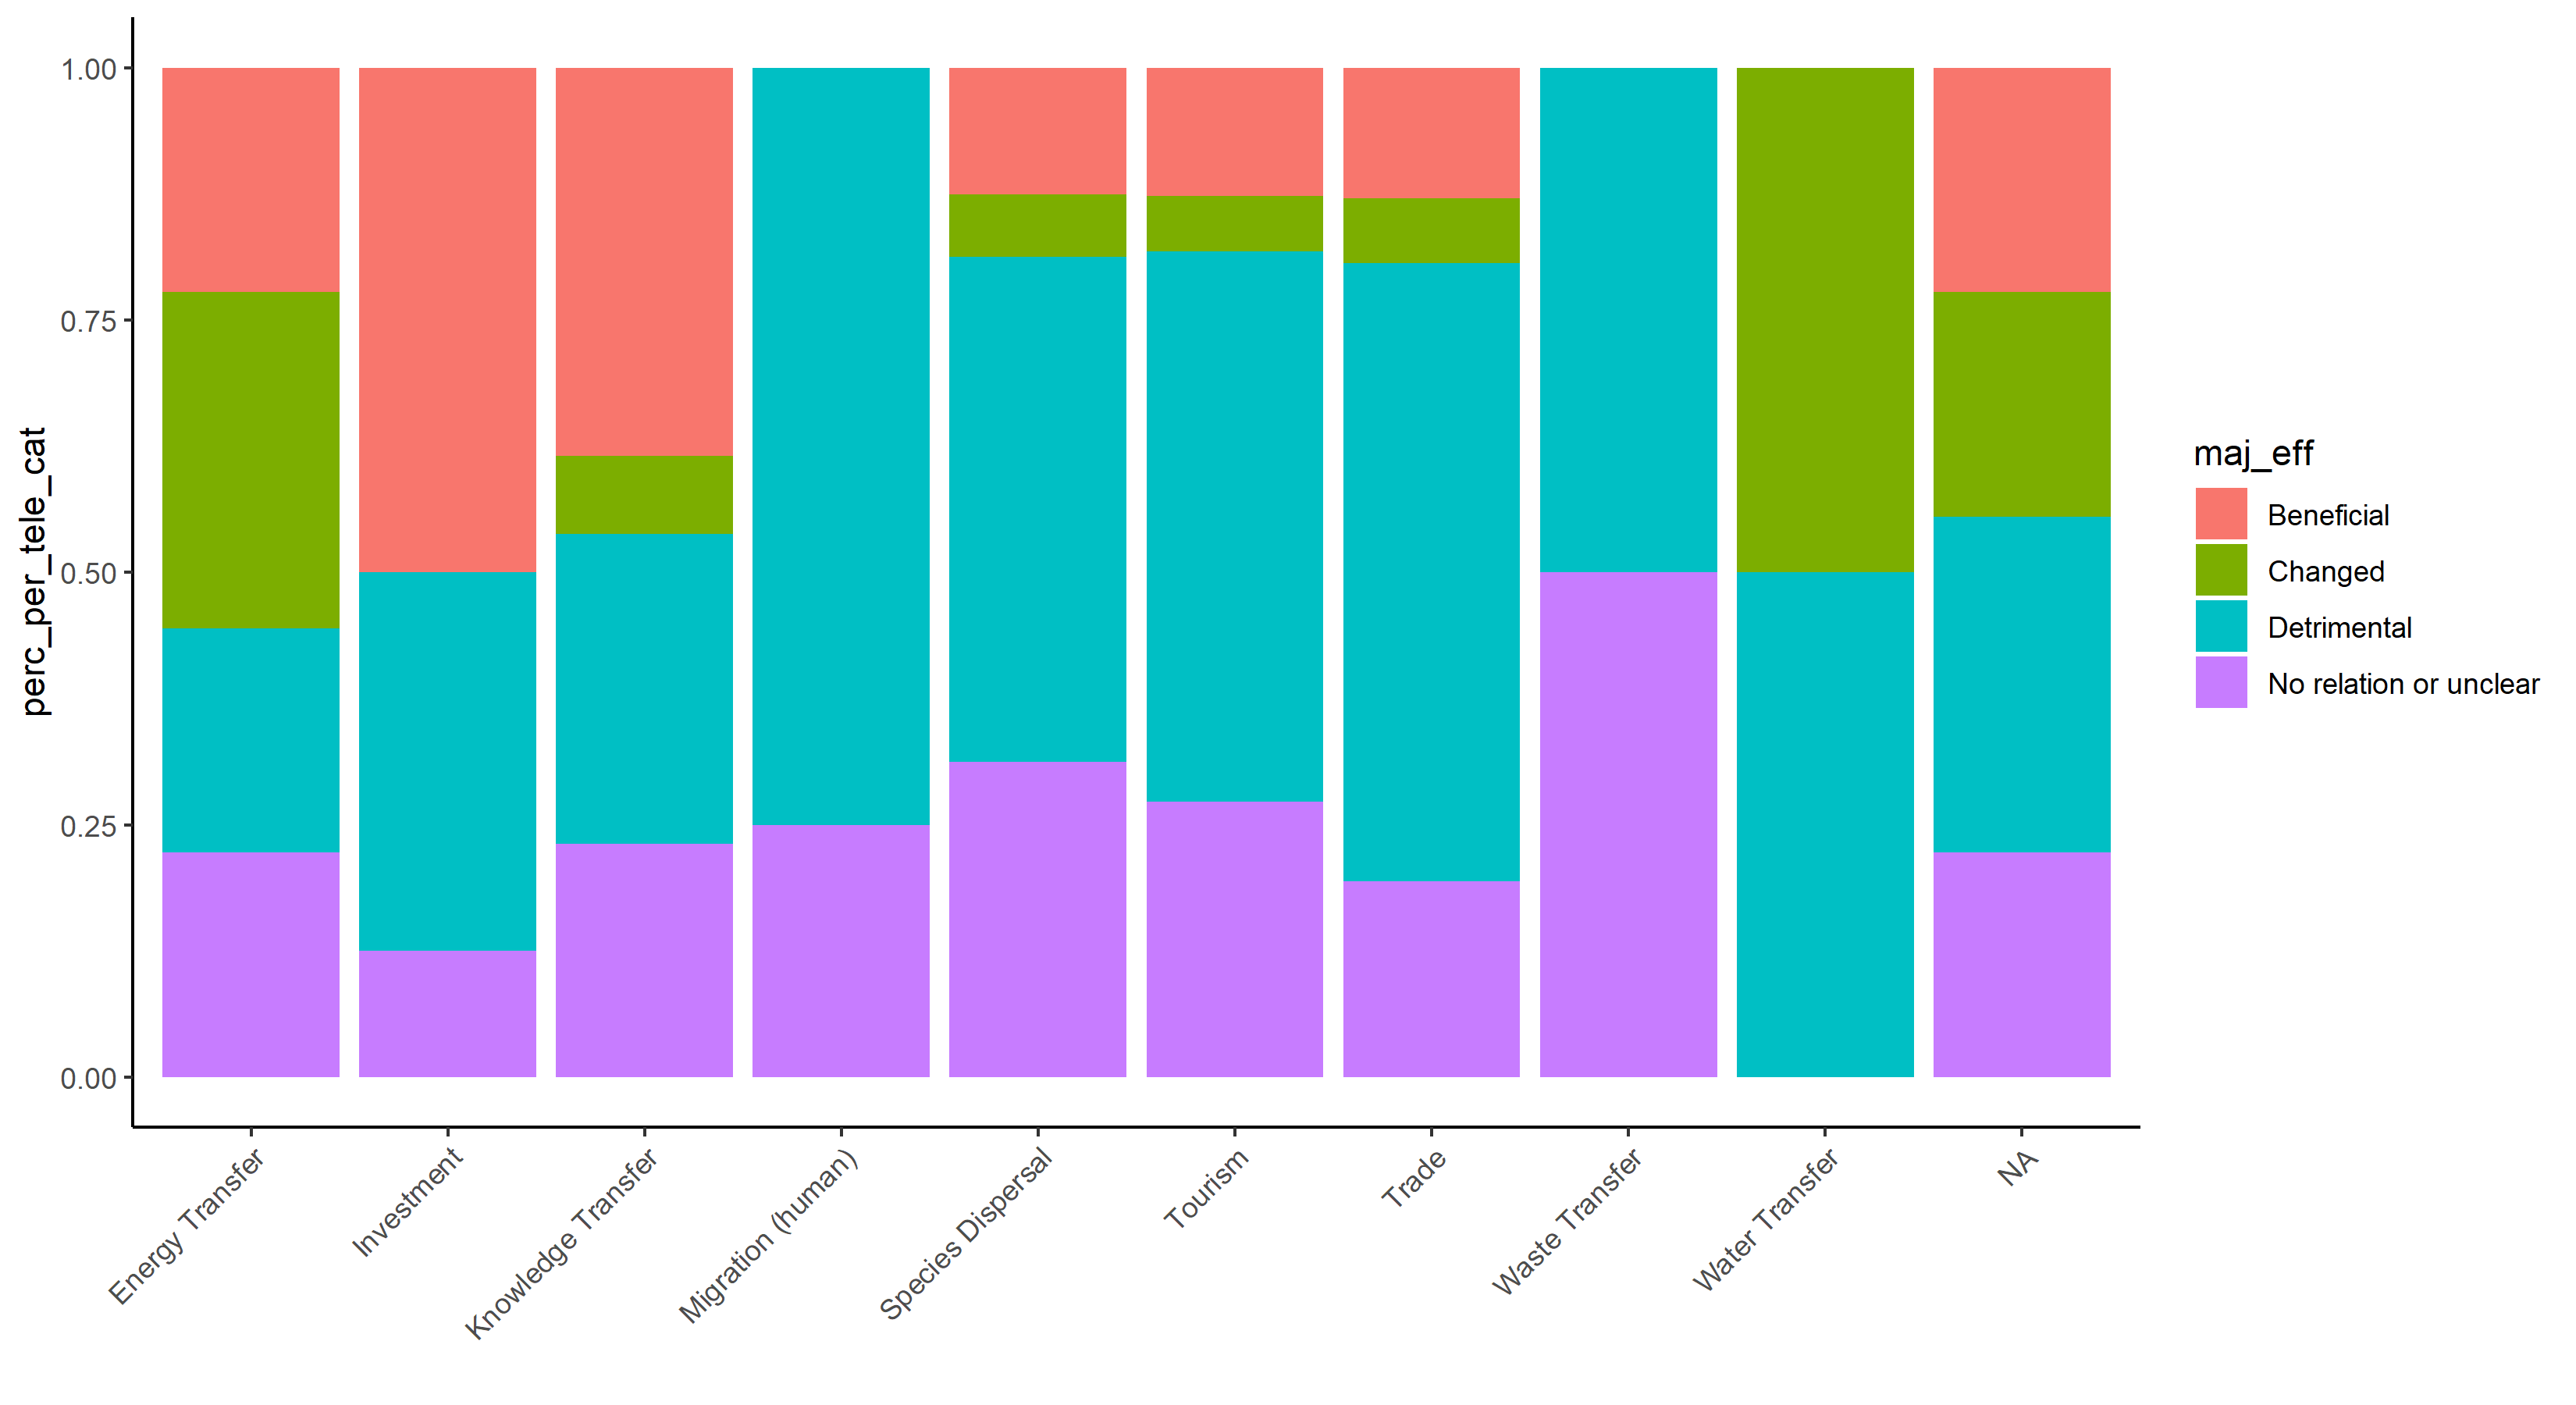 perc_per_tele_cat
1.00
0.75
0.50
0.25
0.00
Energy Transfer
Investment
Knowledge Transfer
Migration (human)
Species Dispersal
Tourism
Trade
Waste Transfer
Water Transfer
NA
maj_eff
Beneficial
Changed
Detrimental
No relation or unclear